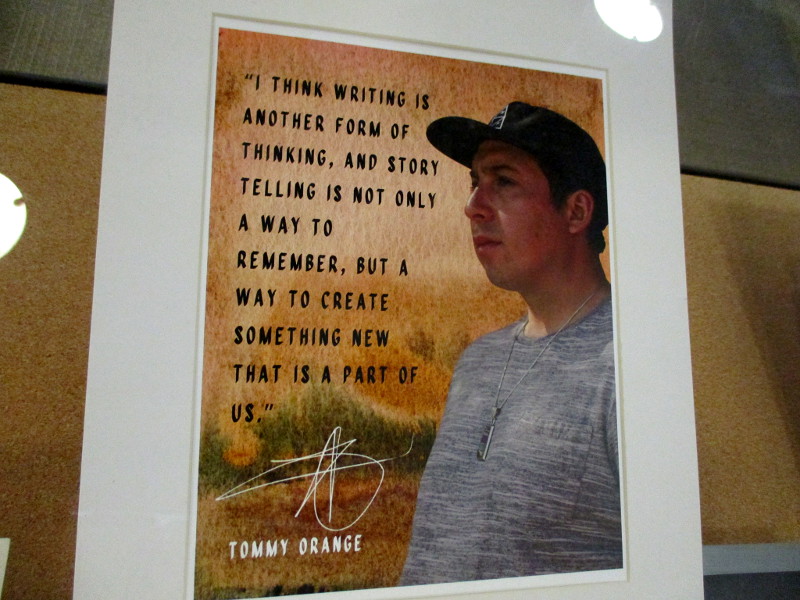 "I THINK WRITING IS
ANOTHER FORM OF
THINKING, AND STORY
TELLING IS NOT ONLY
A WAY TO
REMEMBER, BUT A
WAY TO CREATE
SOMETHING NEW
THAT IS A PART OF
US."
TOMMY ORANGE